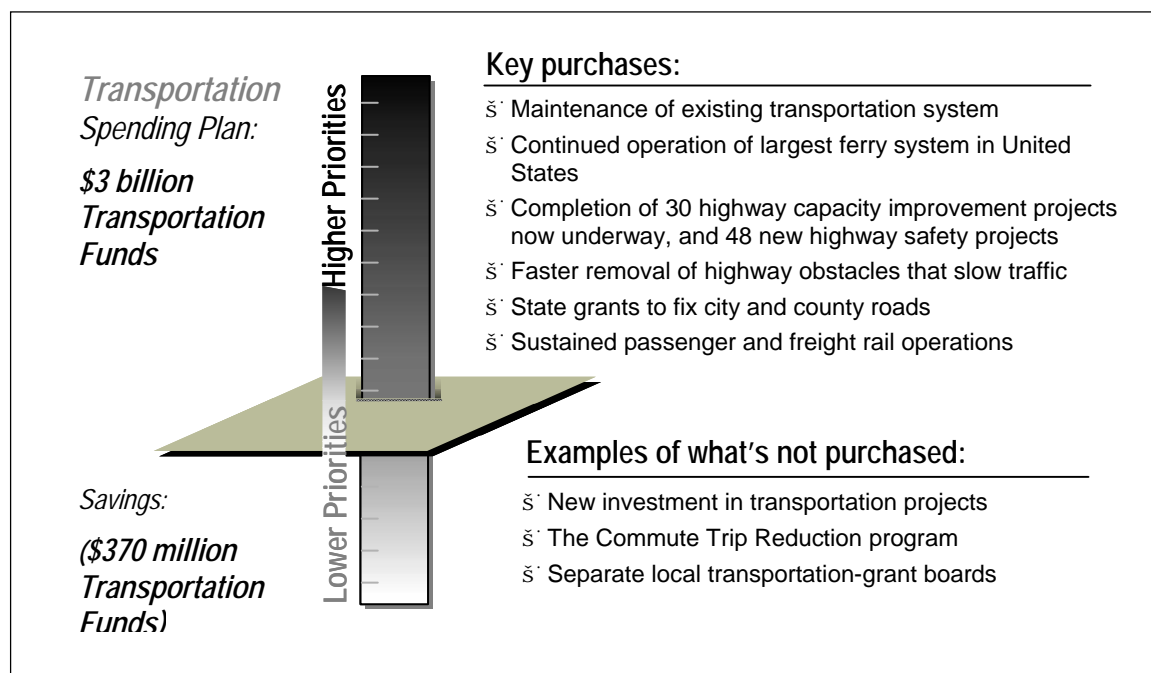 Transportation
Spending Plan:
$3 billion
Transportation
Funds
Higher Priorities
Key purchases:
š˙ Maintenance of existing transportation system
š˙ Continued operation of largest ferry system in United
States
š˙ Completion of 30 highway capacity improvement projects
now underway, and 48 new highway safety projects
š˙ Faster removal of highway obstacles that slow traffic
š˙ State grants to fix city and county roads
š˙ Sustained passenger and freight rail operations
Savings:
($370 million
Transportation
Funds)
Lower Priorities
Examples of what's not purchased:
š˙ New investment in transportation projects
š˙ The Commute Trip Reduction program
š˙ Separate local transportation-grant boards